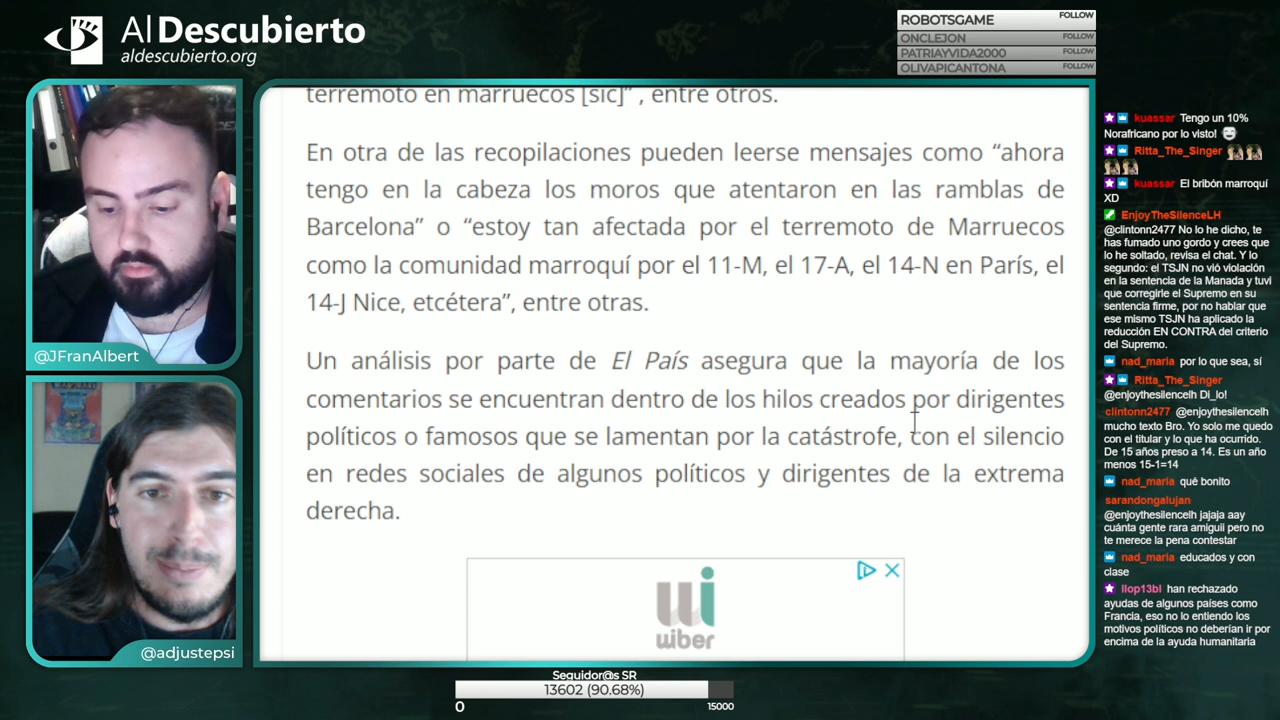 Al Descubierto
aldescubierto.org
ROBOTSGAME FOLLOW
ONCLEJON FOLLOW
PATRIAYVIDA2000 FOLLOW
OLIVAPICANTONA FOLLOW
@JFranAlbert
@adjustepsi
terremoto en marruecos [sic]” , entre otros.
En otra de las recopilaciones pueden leerse mensajes como “ahora
tengo en la cabeza los moros que atentaron en las ramblas de
Barcelona” o “estoy tan afectada por el terremoto de Marruecos
como la comunidad marroquí por el 11-M, el 17-A, el 14-N en París, el
14-J Nice, etcétera”, entre otras.
Un análisis por parte de El País asegura que la mayoría de los
comentarios se encuentran dentro de los hilos creados por dirigentes
políticos o famosos que se lamentan por la catástrofe, con el silencio
en redes sociales de algunos políticos y dirigentes de la extrema
derecha.
wiber
kuassar Tengo un 10%
Norafricano por lo visto!
Ritta_The_Singer
kuassar El bribón marroquí
XD
EnjoyTheSilenceLH
@clintonn2477 No lo he dicho, te
has fumado uno gordo y crees que
lo he soltado, revisa el chat. Y lo
segundo: el TSJN no vió violación
en la sentencia de la Manada y tuvi
que corregirle el Supremo en su
sentencia firme, por no hablar que
ese mismo TSJN ha aplicado la
reducción EN CONTRA del criterio
del Supremo.
nad_maria por lo que sea, sí
Ritta_The_Singer
@enjoythesilencelh Di_lo!
clintonn2477 @enjoythesilencelh
mucho texto Bro. Yo solo me quedo
con el titular y lo que ha ocurrido.
De 15 años preso a 14. Es un año
menos 15-1=14
nad_maria qué bonito
sarandongalujan
@enjoythesilencelh jajaja aay
cuánta gente rara amiguii pero no
te merece la pena contestar
nad_maria educados y con
clase
llop13bl han rechazado
ayudas de algunos países como
Francia, eso no lo entiendo los
motivos políticos no deberían ir por
encima de la ayuda humanitaria
Seguidor@s SR
13602 (90.68%)
0 15000